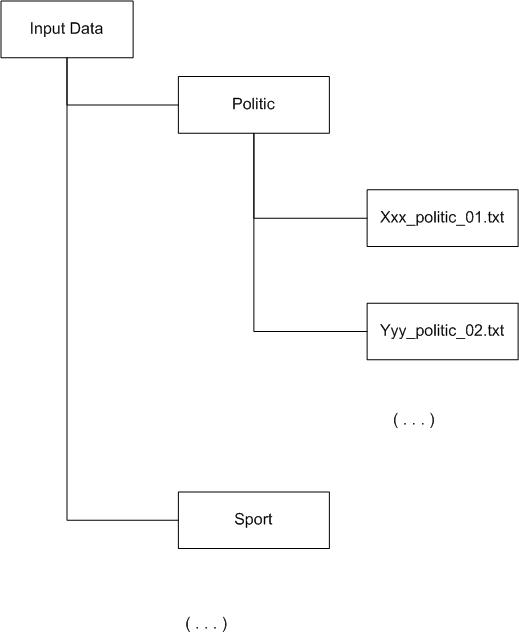 Input Data
Politic
Xxx_politic_01.txt
Yyy_politic_02.txt
( . . . )
Sport
( . . . )